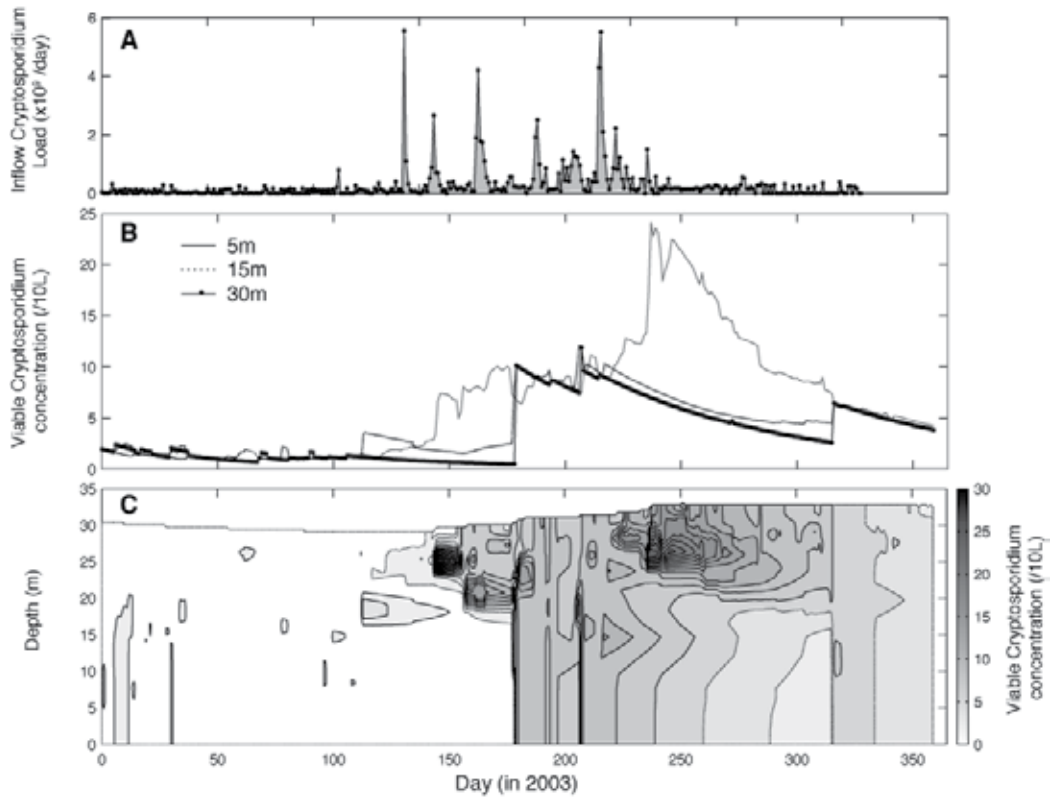 Inflow Cryptosporidium
Load (x10⁹ /day)
6
4
2
0
A
Viable Cryptosporidium
concentration (/10L)
25
20
15
10
5
0
B
5m
15m
30m
Depth (m)
35
30
25
20
15
10
5
0
C
0
50
100
150
200
250
300
350
Day (in 2003)
30
25
20
15
10
5
0
Viable Cryptosporidium
concentration (/10L)